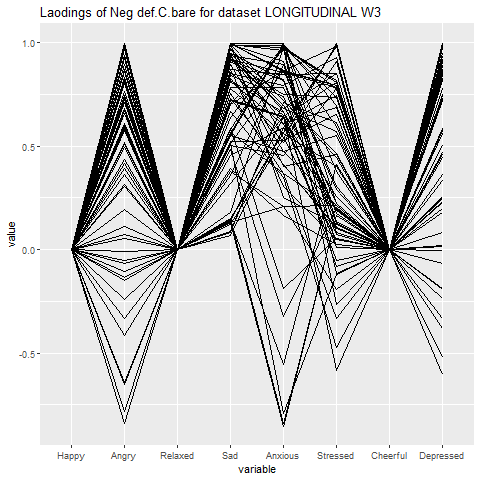 Laodings of Neg def.C.bare for dataset LONGITUDINAL W3
1.0
0.5
0.0
-0.5
value
Happy Angry Relaxed Sad Anxious Stressed Cheerful Depressed
variable